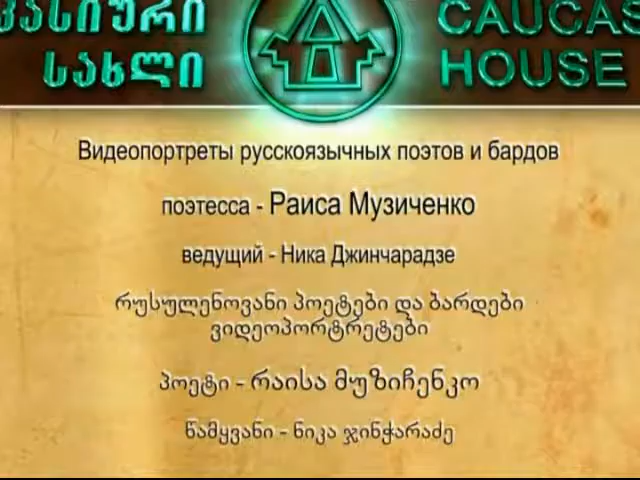 კასიური
სახლი
CAUCAS
HOUSE
Видеопортреты русскоязычных поэтов и бардов
поэтесса - Раиса Музиченко
ведущий - Ника Джинчарадзе
რუსულენოვანი პოეტები და ბარდები
ვიდეოპორტრეტები
პოეტი - რაისა მუზიჩენკო
წამყვანი - ნიკა ჯინჭარაძე